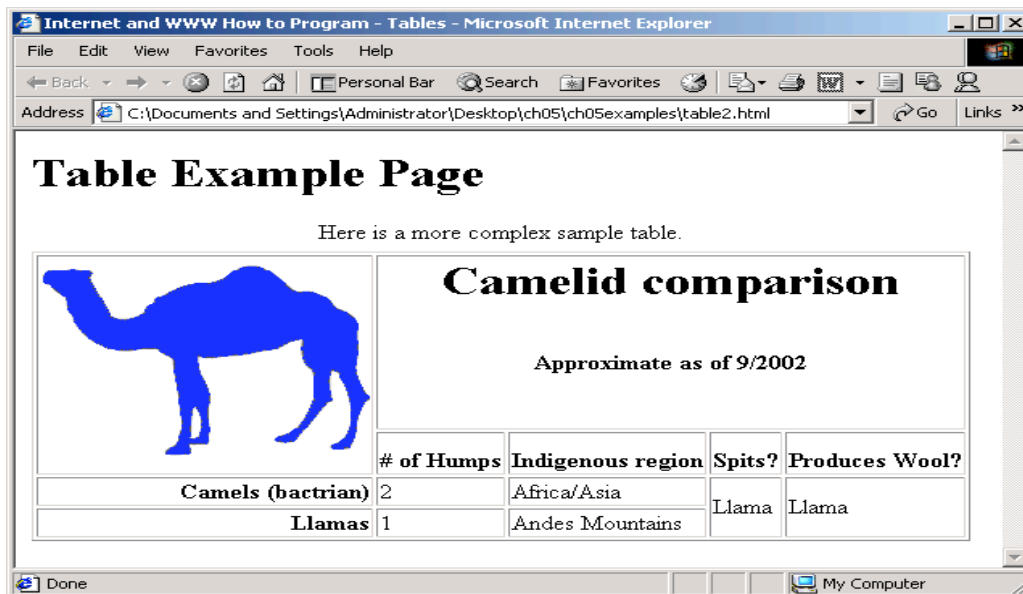 Internet and WWW How to Program - Tables - Microsoft Internet Explorer
File Edit View Favorites Tools Help
Back Personal Bar Search Favorites
Address C:\Documents and Settings\Administrator\Desktop\ch05\ch05examples\table2.html Go Links »
Table Example Page
Here is a more complex sample table.
Camelid comparison
Approximate as of 9/2002
# of Humps Indigenous region Spits? Produces Wool?
Camels (bactrian) 2 Africa/Asia Llama Llama
Llamas 1 Andes Mountains
Done My Computer